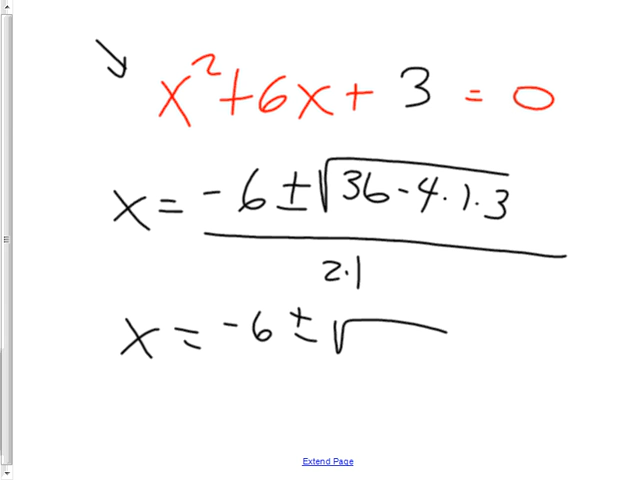 x²+6x+3=0
x = -6 ± √36-4·1·3
2·1
x = -6 ± √
Extend Page